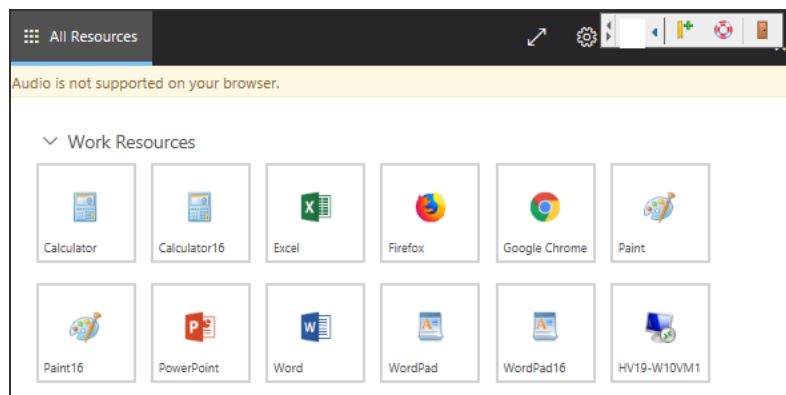 All Resources
Audio is not supported on your browser.
Work Resources
Calculator Calculator16 Excel Firefox Google Chrome Paint
Paint16 PowerPoint Word WordPad WordPad16 HV19-W10VM1